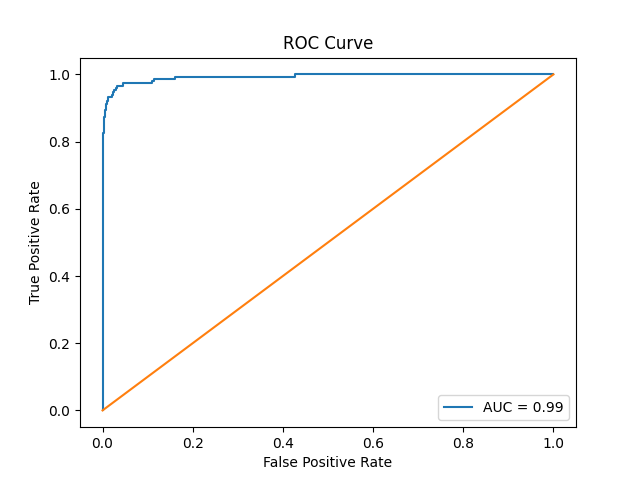 ROC Curve
True Positive Rate
1.0
0.8
0.6
0.4
0.2
0.0
AUC = 0.99
0.0 0.2 0.4 0.6 0.8 1.0
False Positive Rate